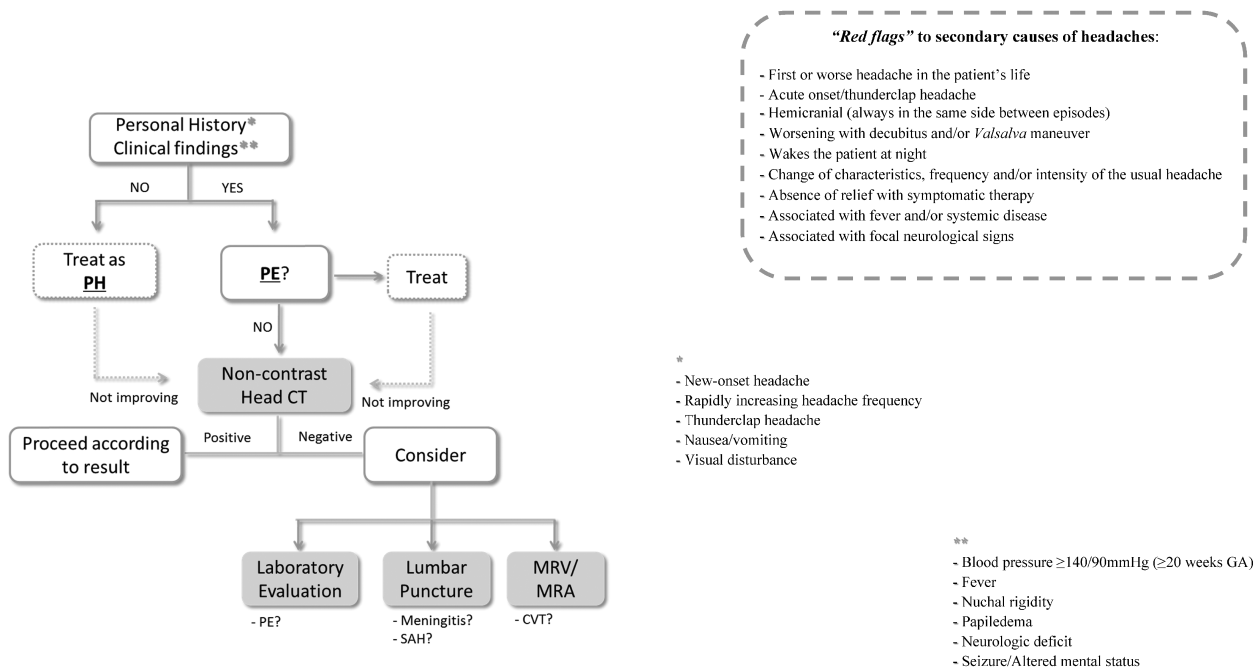 “Red flags” to secondary causes of headaches:
- First or worse headache in the patient’s life
- Acute onset/thunderclap headache
- Hemicranial (always in the same side between episodes)
- Worsening with decubitus and/or Valsalva maneuver
- Wakes the patient at night
- Change of characteristics, frequency and/or intensity of the usual headache
- Absence of relief with symptomatic therapy
- Associated with fever and/or systemic disease
- Associated with focal neurological signs
Personal History*
Clinical findings**
NO
YES
Treat as
PH
PE?
Treat
NO
Non-contrast
Head CT
Not improving
Not improving
Positive
Negative
Proceed according
to result
Consider
Laboratory
Evaluation
Lumbar
Puncture
MRV/
MRA
- PE?
- Meningitis?
- SAH?
- CVT?
*
- New-onset headache
- Rapidly increasing headache frequency
- Thunderclap headache
- Nausea/vomiting
- Visual disturbance
**
- Blood pressure ≥140/90mmHg (≥20 weeks GA)
- Fever
- Nuchal rigidity
- Papiledema
- Neurologic deficit
- Seizure/Altered mental status